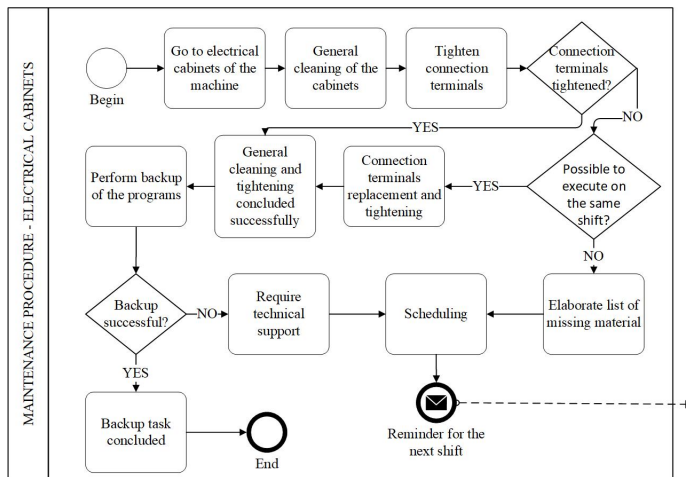 MAINTENANCE PROCEDURE - ELECTRICAL CABINETS
Begin
Go to electrical
cabinets of the
machine
General
cleaning of the
cabinets
Tighten
connection
terminals
Connection
terminals
tightened?
YES
NO
Perform backup
of the programs
General
cleaning and
tightening
concluded
successfully
Connection
terminals
replacement and
tightening
YES
Possible to
execute on
the same
shift?
NO
Backup
successful?
NO
Require
technical
support
Scheduling
Elaborate list of
missing material
YES
Backup task
concluded
End
Reminder for the
next shift